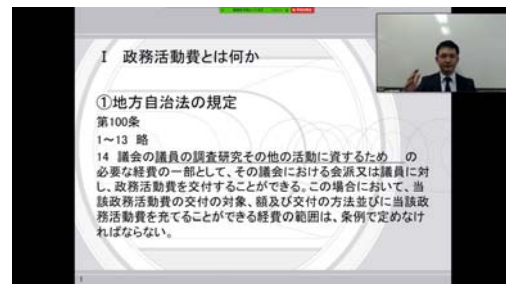 I 政務活動費とは何か
①地方自治法の規定
第100条
1～13 略
14 議会の議員の調査研究その他の活動に資するため の
必要な経費の一部として、その議会における会派又は議員に対
し、政務活動費を交付することができる。この場合において、当
該政務活動費の交付の対象、額及び交付の方法並びに当該政
務活動費を充てることができる経費の範囲は、条例で定めなけ
ればならない。